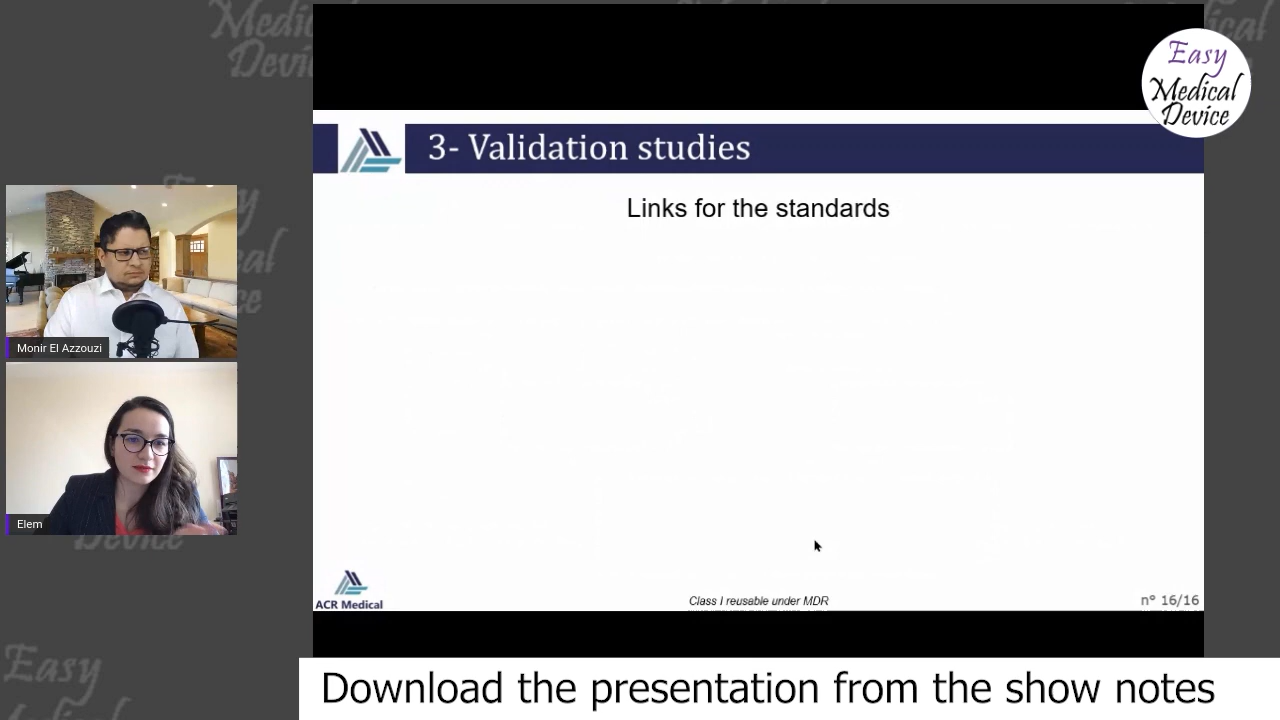 Easy
Medical
Device
3- Validation studies
Links for the standards
Monir El Azzouzi
Elem
ACR Medical
Class I reusable under MDR
n° 16/16
Download the presentation from the show notes
Easy